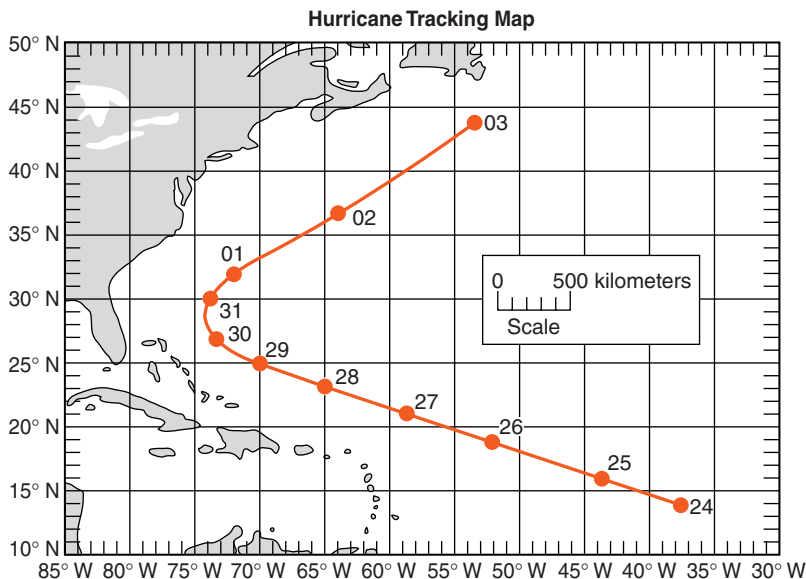 Hurricane Tracking Map
50° N
45° N
03
40° N
02
35° N
01
0 500 kilometers
30° N
31
Scale
30
29
25° N
28
27
26
20° N
25
15° N
24
10° N
85° W 80° W 75° W 70° W 65° W 60° W 55° W 50° W 45° W 40° W 35° W 30° W